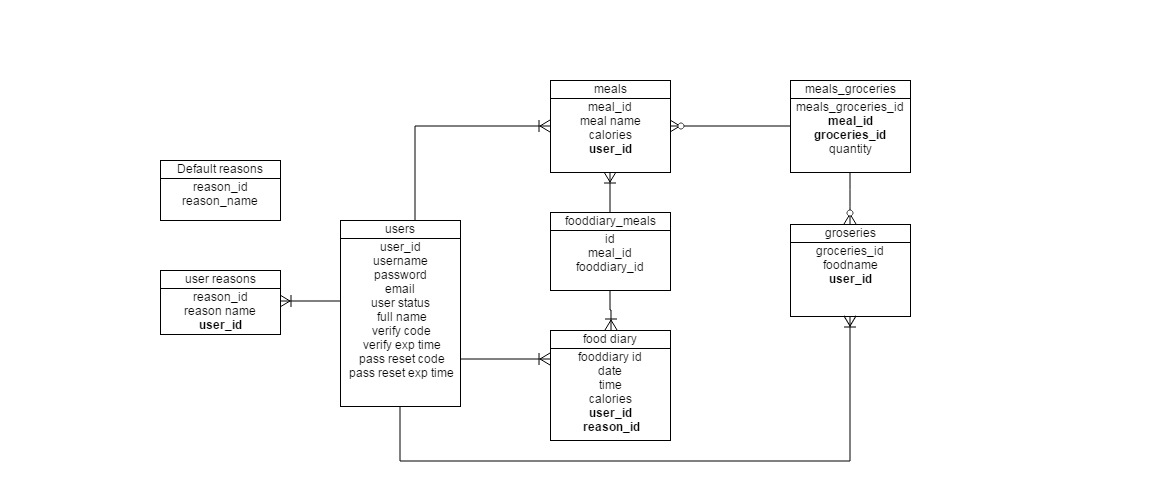 meals
meal_id
meal name
calories
user_id
meals_groceries
meals_groceries_id
meal_id
groceries_id
quantity
Default reasons
reason_id
reason_name
users
user_id
username
password
email
user status
full name
verify code
verify exp time
pass reset code
pass reset exp time
fooddiary_meals
id
meal_id
fooddiary_id
groseries
groceries_id
foodname
user_id
user reasons
reason_id
reason name
user_id
food diary
fooddiary id
date
time
calories
user_id
reason_id